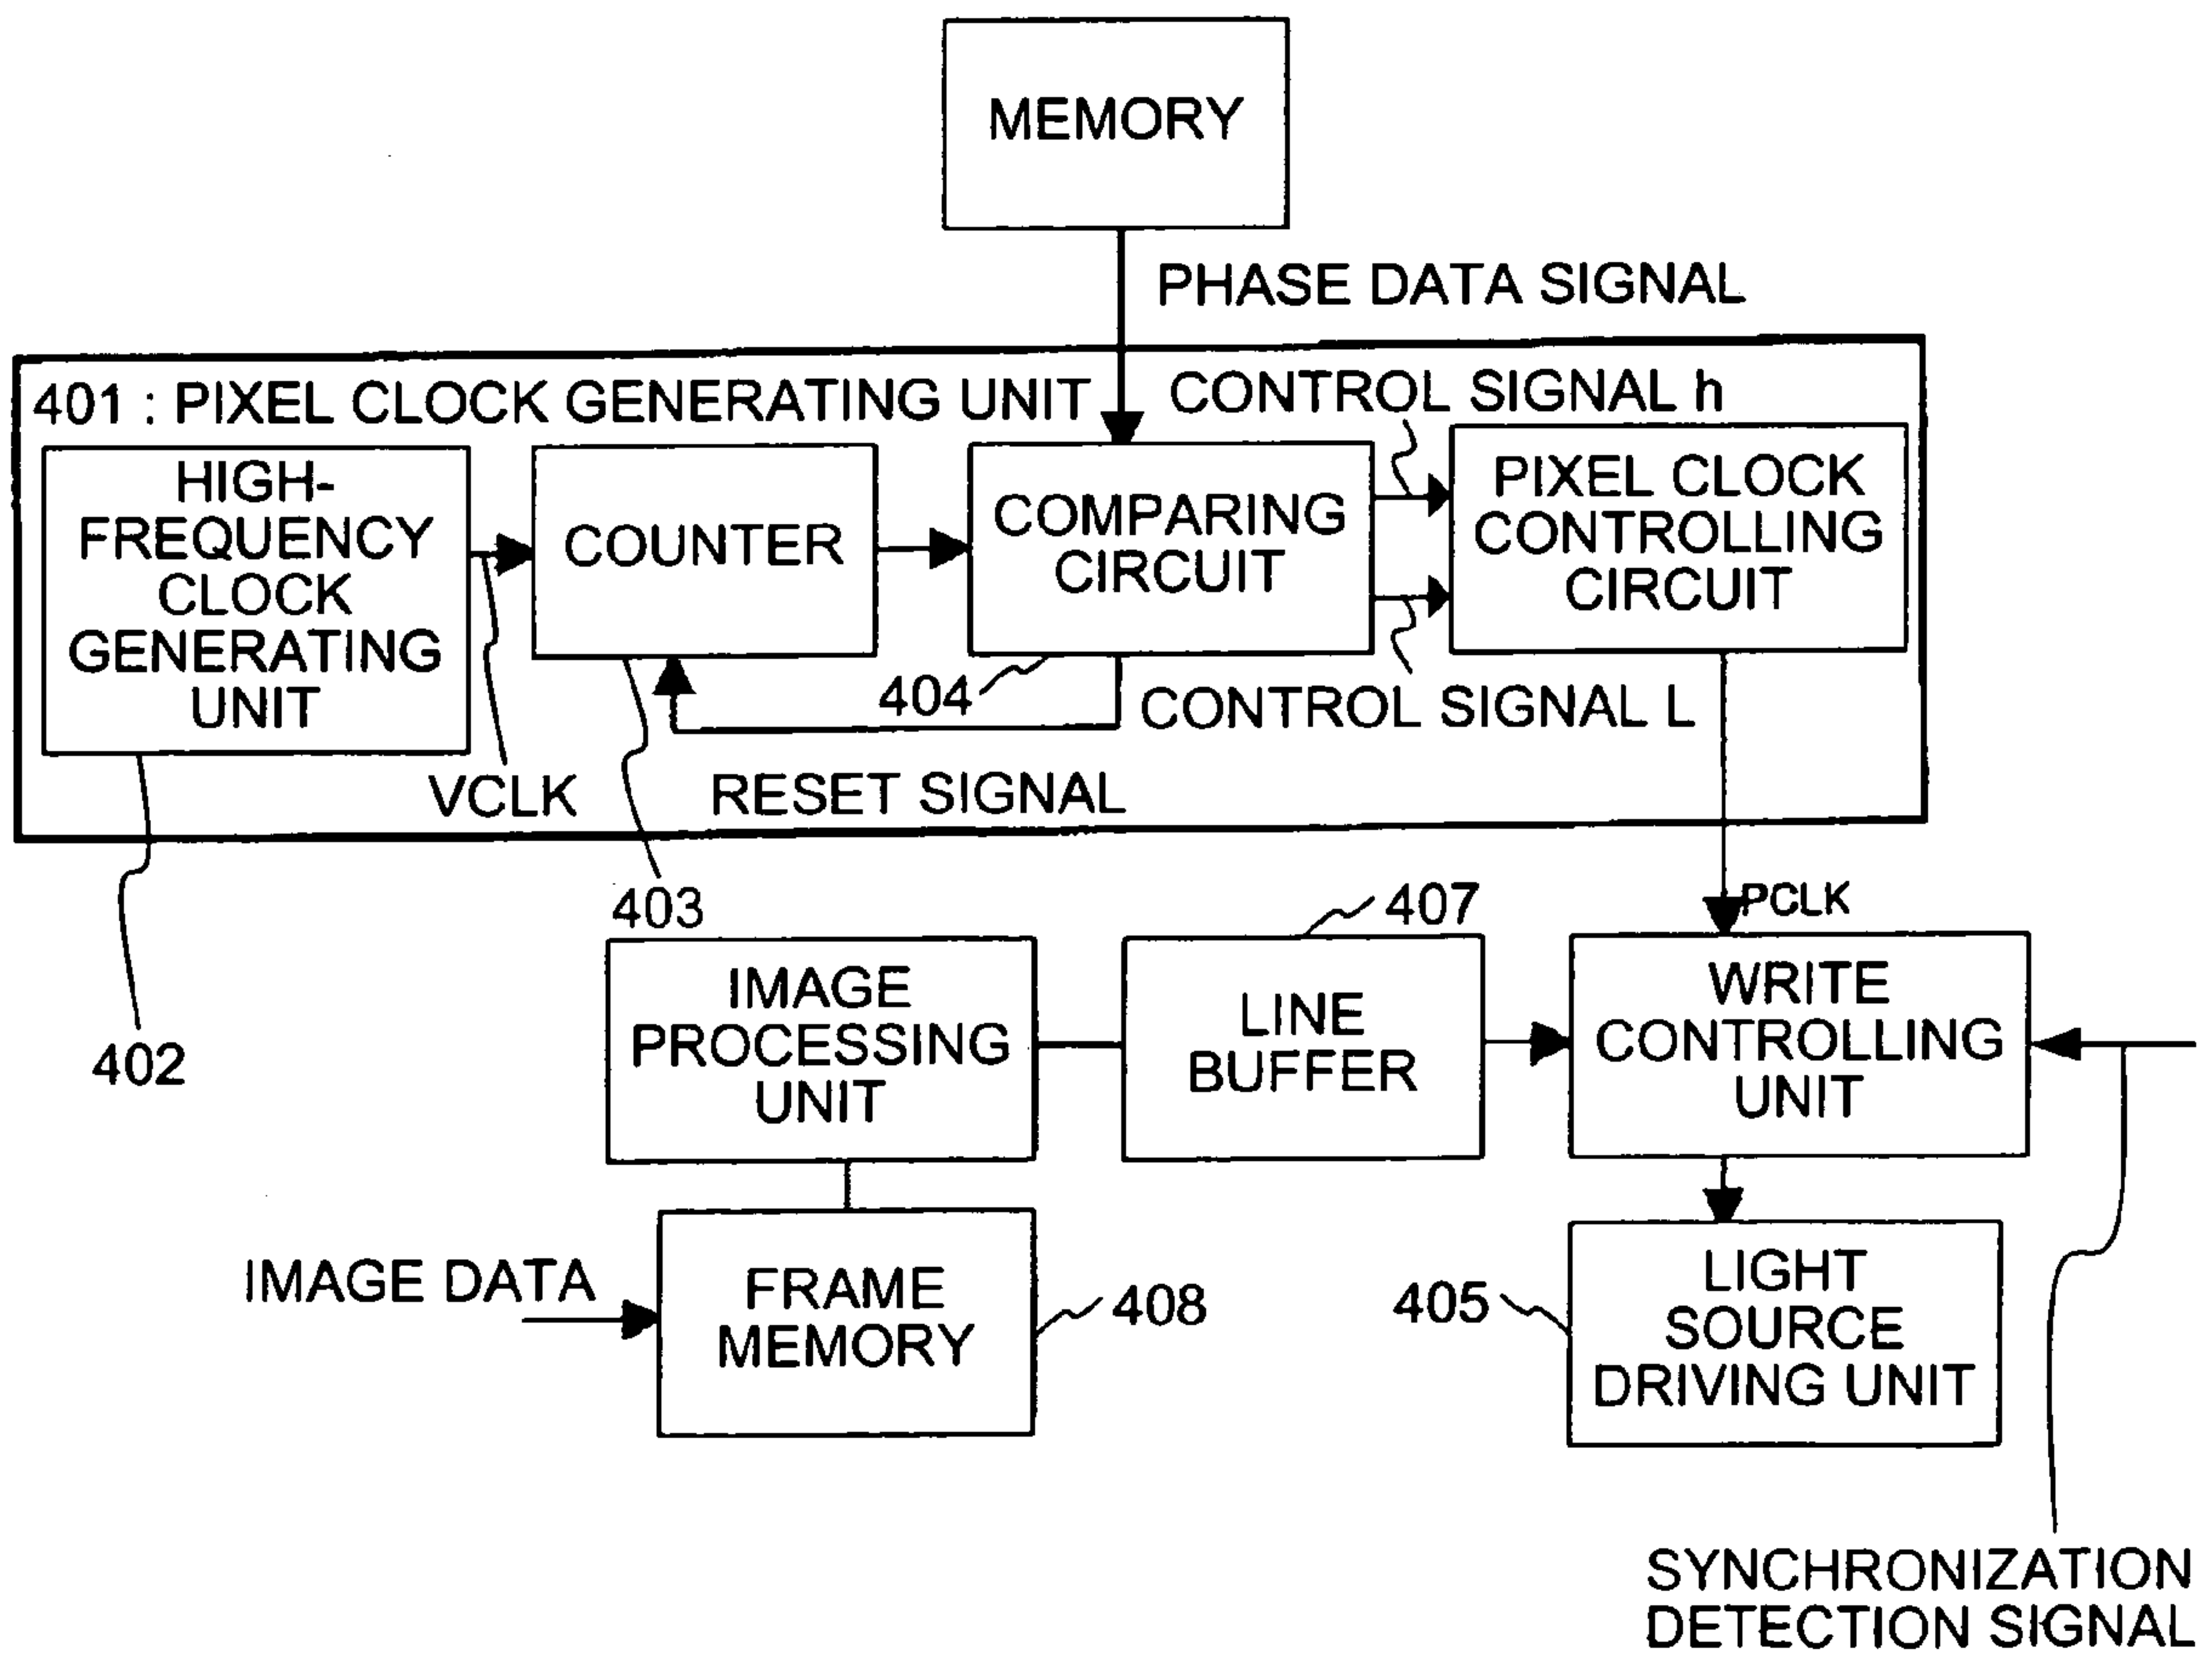 MEMORY
PHASE DATA SIGNAL
401 : PIXEL CLOCK GENERATING UNIT
CONTROL SIGNAL h
HIGH-
FREQUENCY
CLOCK
GENERATING
UNIT
COUNTER
COMPARING
CIRCUIT
PIXEL CLOCK
CONTROLLING
CIRCUIT
404
CONTROL SIGNAL L
VCLK
RESET SIGNAL
403
407
PCLK
402
IMAGE
PROCESSING
UNIT
LINE
BUFFER
WRITE
CONTROLLING
UNIT
IMAGE DATA
FRAME
MEMORY
408
405
LIGHT
SOURCE
DRIVING UNIT
SYNCHRONIZATION
DETECTION SIGNAL